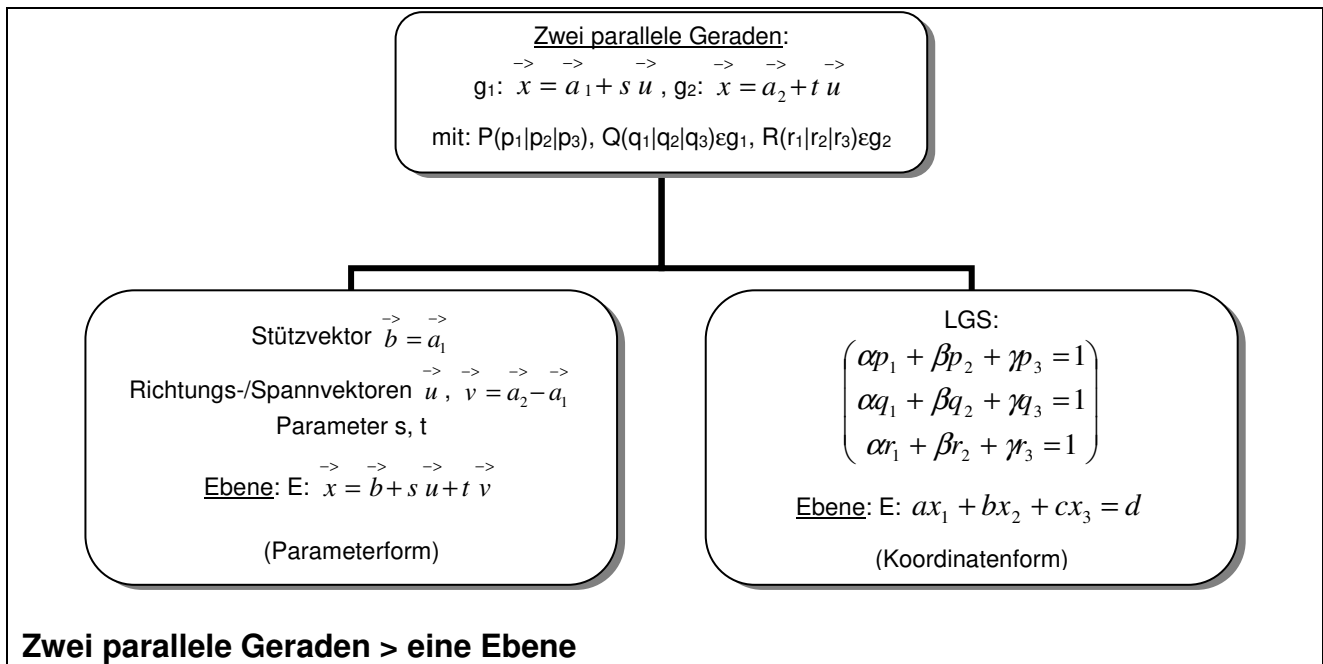 Zwei parallele Geraden:
g₁: →x = →a₁ + s →u , g₂: →x = →a₂ + t →u
mit: P(p₁|p₂|p₃), Q(q₁|q₂|q₃)εg₁, R(r₁|r₂|r₃)εg₂
Stützvektor →b = →a₁
Richtungs-/Spannvektoren →u , →v = →a₂ − →a₁
Parameter s, t
Ebene: E: →x = →b + s →u + t →v
(Parameterform)
LGS:
αp₁ + βp₂ + γp₃ = 1
αq₁ + βq₂ + γq₃ = 1
αr₁ + βr₂ + γr₃ = 1
Ebene: E: ax₁ + bx₂ + cx₃ = d
(Koordinatenform)
Zwei parallele Geraden > eine Ebene